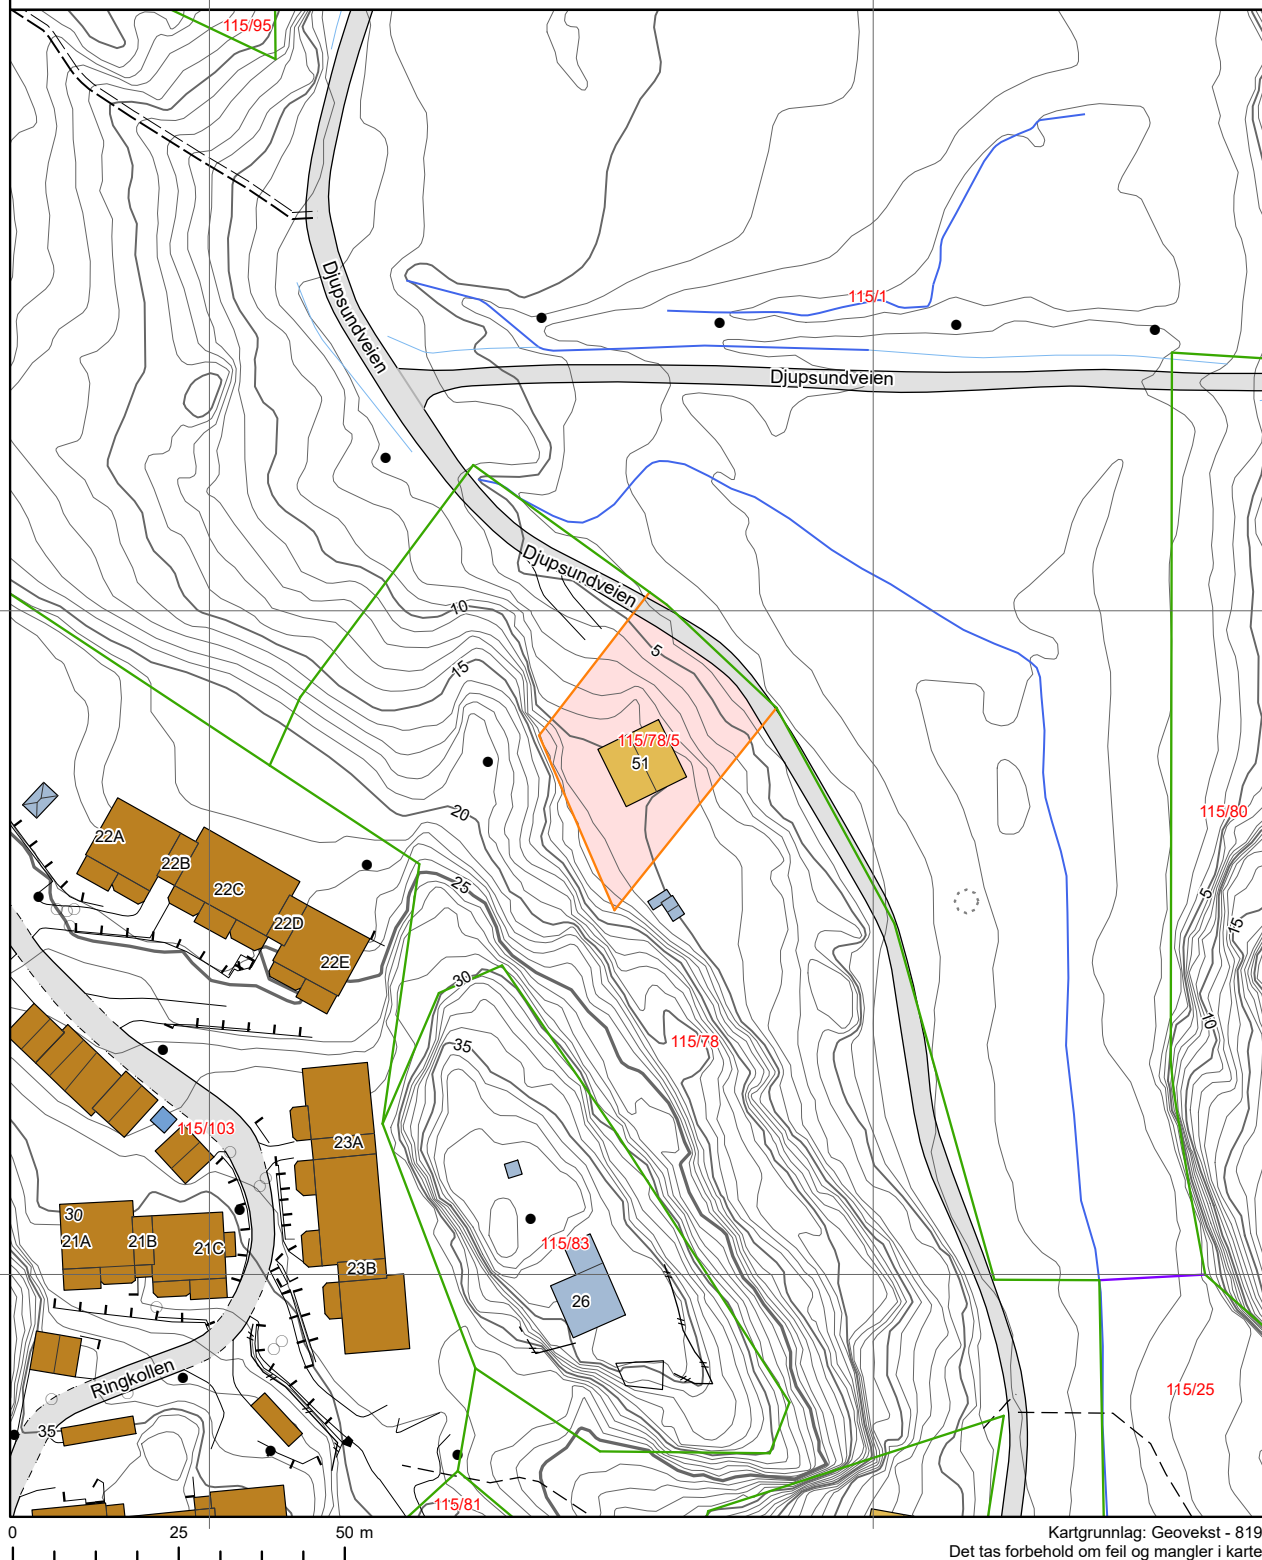 115/95
Djupsundveien
115/1
Djupsundveien
Djupsundveien
10
5
15
115/78/5
51
20
115/80
22A
22B
22C
25
5
22D
15
22E
30
10
35
115/78
115/103
23A
30
21A
21B
21C
115/83
23B
26
Ringkollen
115/25
35
115/81
0 25 50 m
Kartgrunnlag: Geovekst - 819
Det tas forbehold om feil og mangler i karte